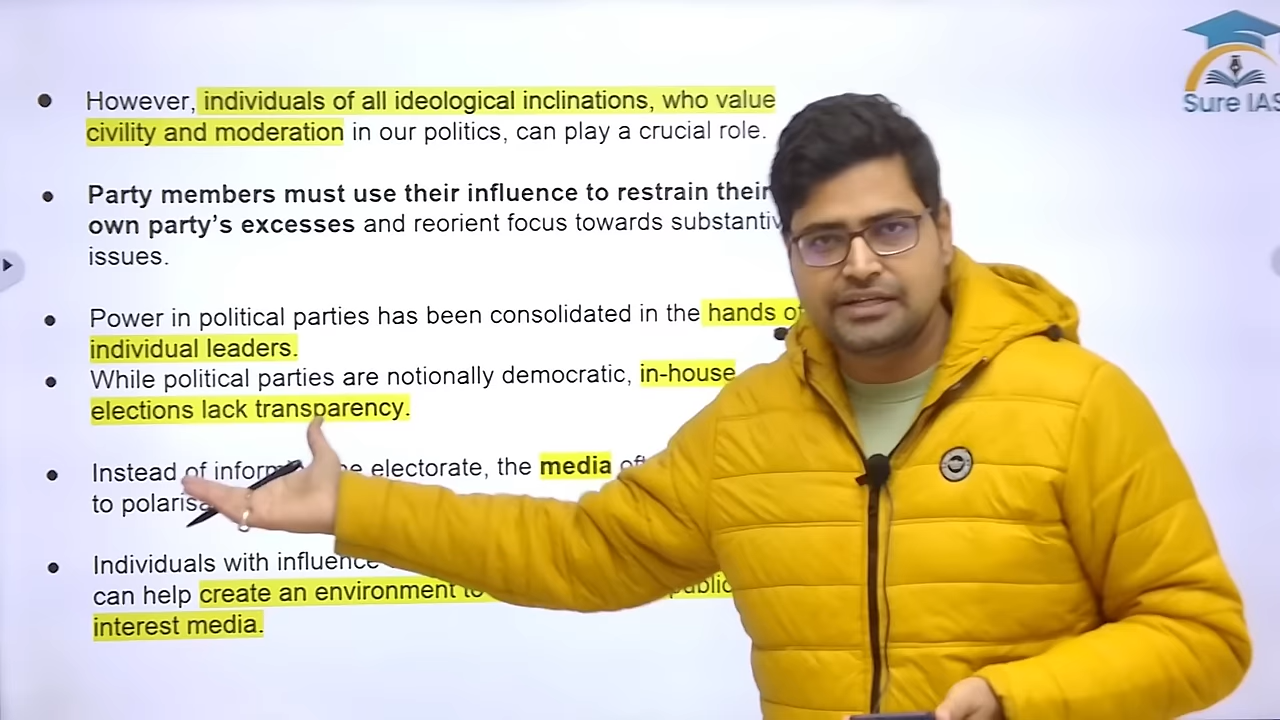 However, individuals of all ideological inclinations, who value
civility and moderation in our politics, can play a crucial role.
Party members must use their influence to restrain their
own party's excesses and reorient focus towards substantiv
issues.
Power in political parties has been consolidated in the hands of
individual leaders.
While political parties are notionally democratic, in-house
elections lack transparency.
Instead of electorate, the media
to
Individuals with influence
can help create an environment to public
interest media.
Sure IAS